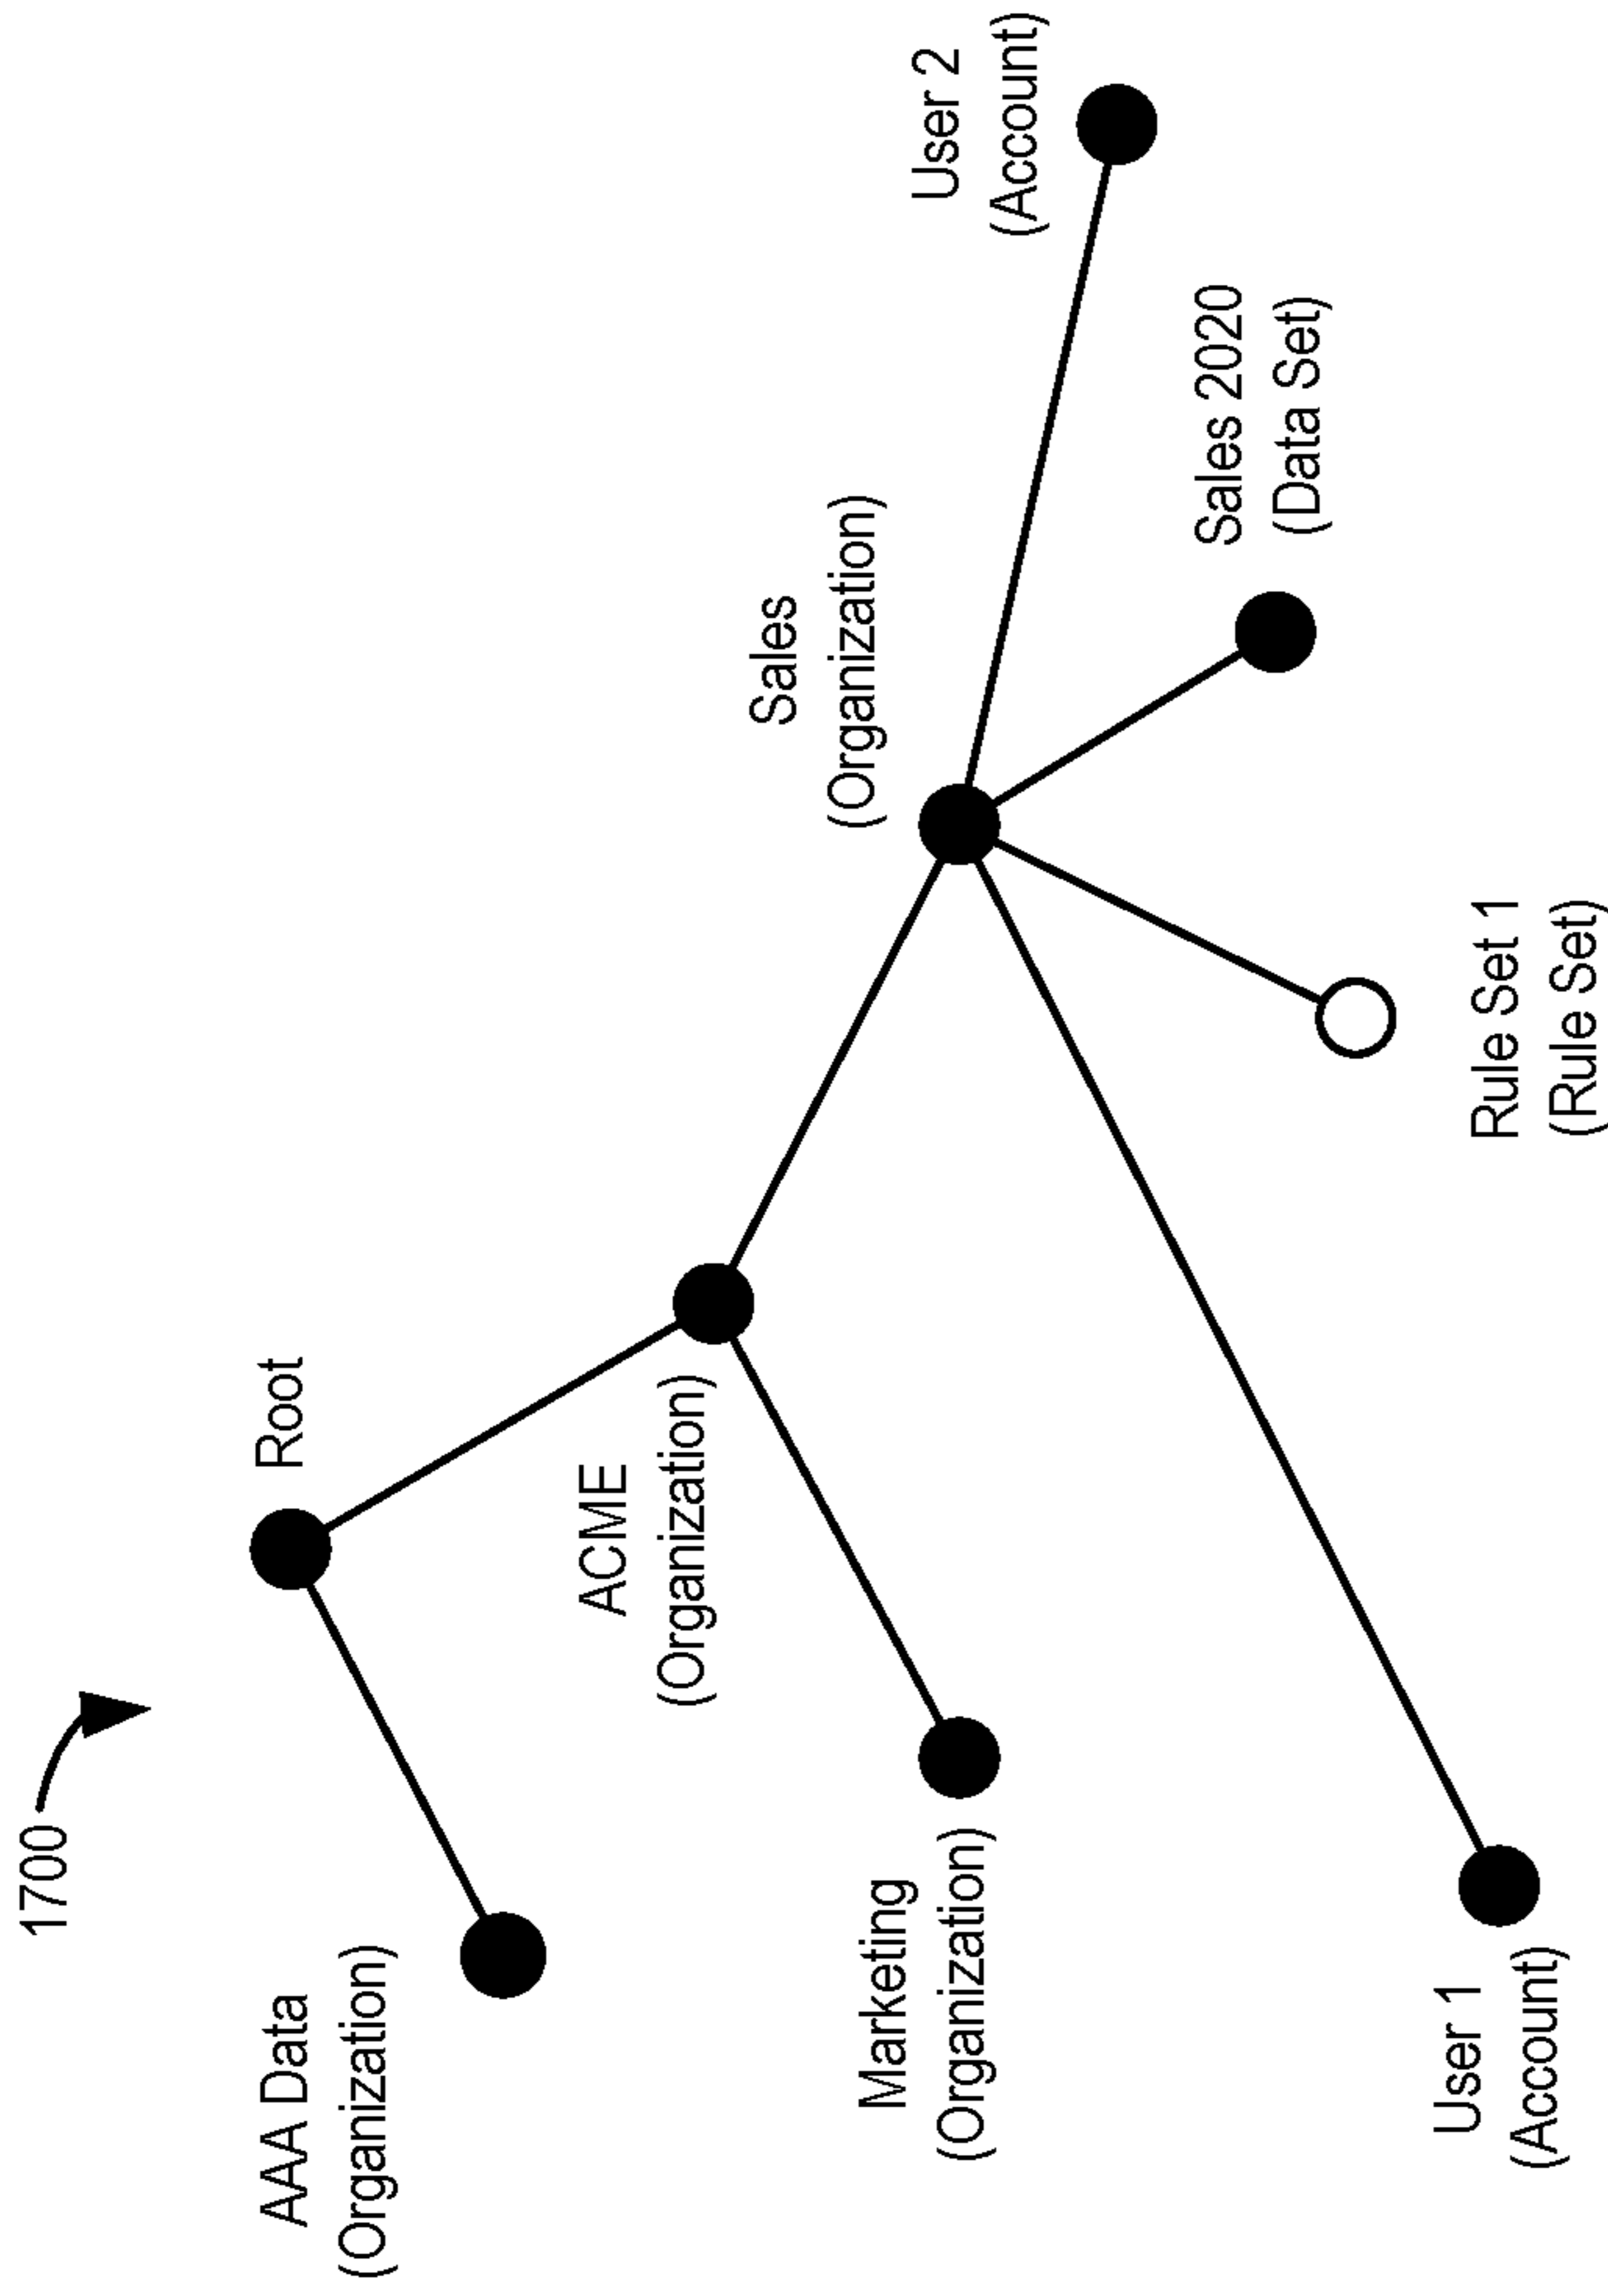 1700
Root
AAA Data
(Organization)
ACME
(Organization)
Sales
(Organization)
Marketing
(Organization)
User 2
(Account)
Sales 2020
(Data Set)
User 1
(Account)
Rule Set 1
(Rule Set)